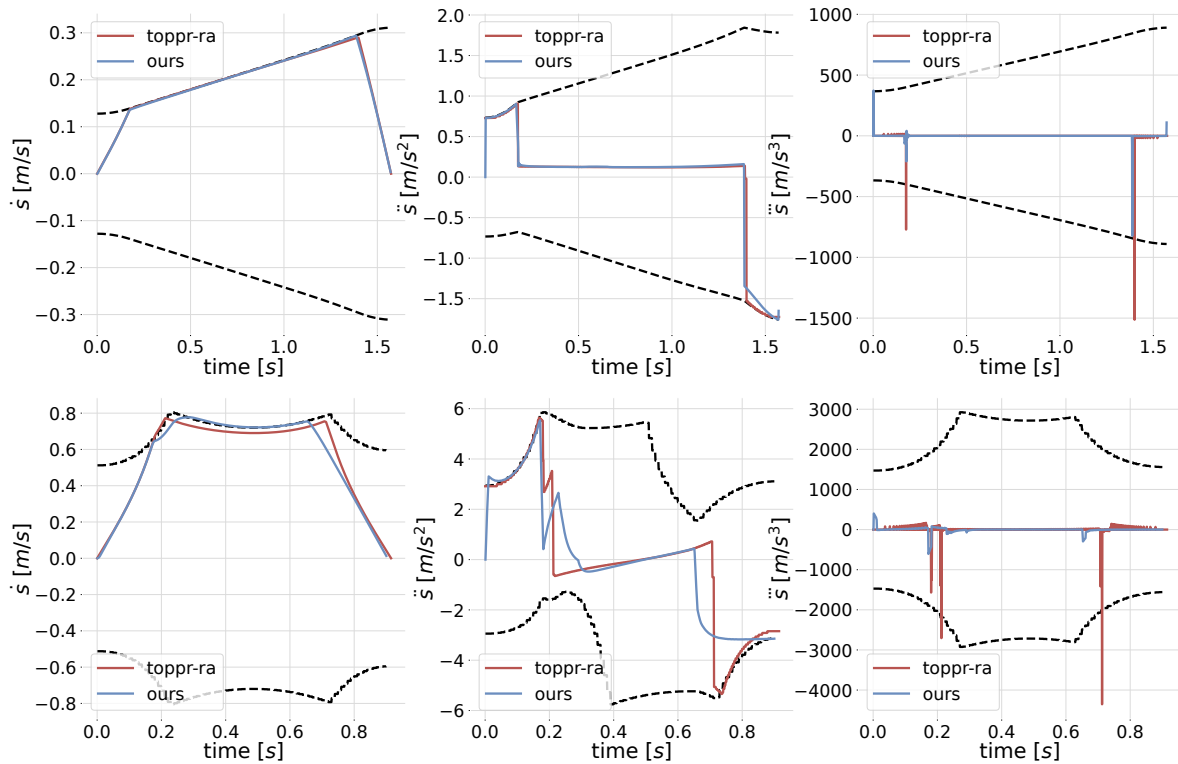 0.3
0.2
0.1
0.0
−0.1
−0.2
−0.3
ṡ [m/s]
toppr-ra
ours
0.0 0.5 1.0 1.5
time [s]
2.0
1.5
1.0
0.5
0.0
−0.5
−1.0
−1.5
s̈ [m/s²]
toppr-ra
ours
0.0 0.5 1.0 1.5
time [s]
1000
500
0
−500
−1000
−1500
s⃛ [m/s³]
toppr-ra
ours
0.0 0.5 1.0 1.5
time [s]
0.8
0.6
0.4
0.2
0.0
−0.2
−0.4
−0.6
−0.8
ṡ [m/s]
toppr-ra
ours
0.0 0.2 0.4 0.6 0.8
time [s]
6
4
2
0
−2
−4
−6
s̈ [m/s²]
toppr-ra
ours
0.0 0.2 0.4 0.6 0.8
time [s]
3000
2000
1000
0
−1000
−2000
−3000
−4000
s⃛ [m/s³]
toppr-ra
ours
0.0 0.2 0.4 0.6 0.8
time [s]